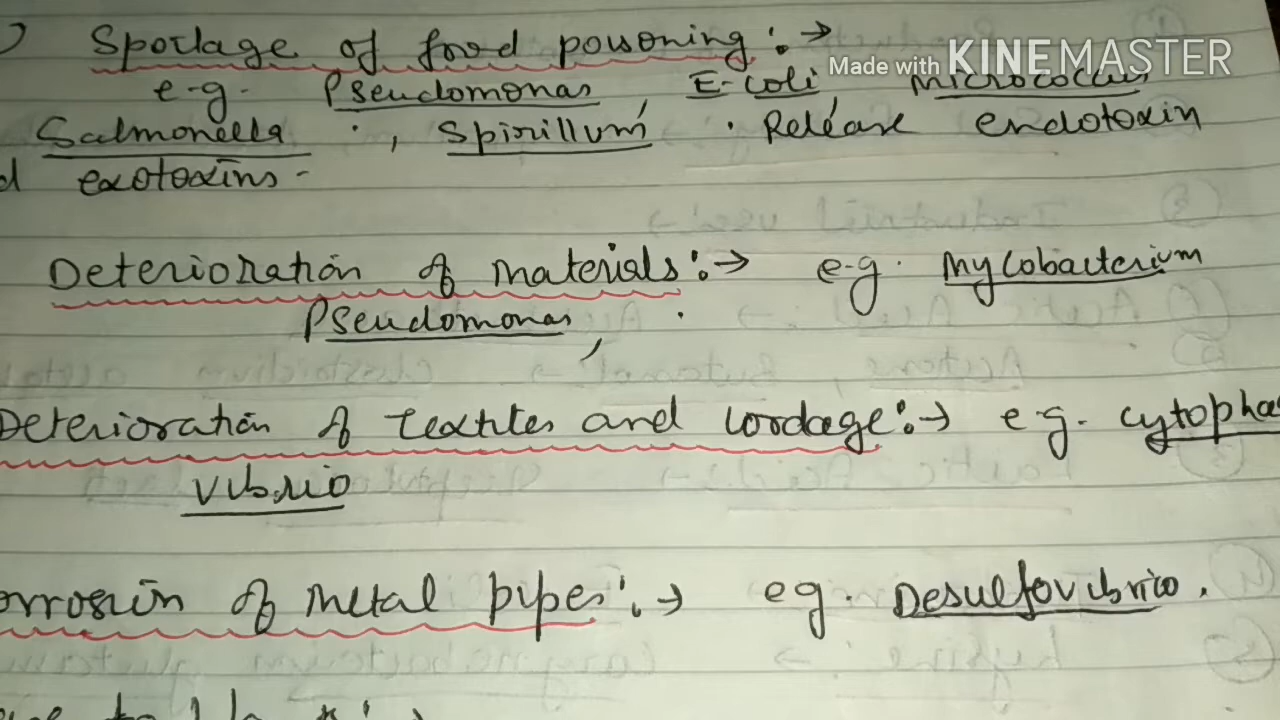 Spoilage of food poisoning :→
Made with KINEMASTER
e-g. Pseudomonas, E-coli, Micrococcus
Salmonella , Spirillum . Release endotoxin
exotoxins -
Deterioration of materials :→ e-g. Mycobacterium
Pseudomonas, .
Deterioration of textiles and cordage :→ e-g. cytopha
Vibrio
orrosion of metal pipes :→ eg. Desulfovibrio .